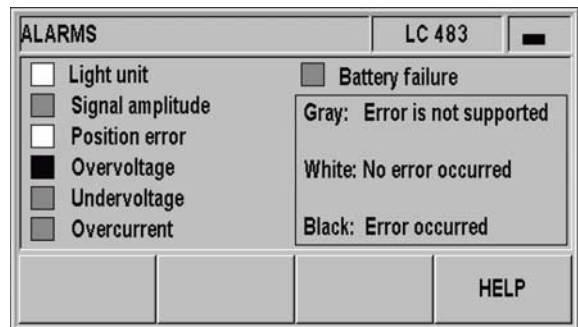 ALARMS
LC 483
Light unit
Signal amplitude
Position error
Overvoltage
Undervoltage
Overcurrent
Battery failure
Gray: Error is not supported
White: No error occurred
Black: Error occurred
HELP